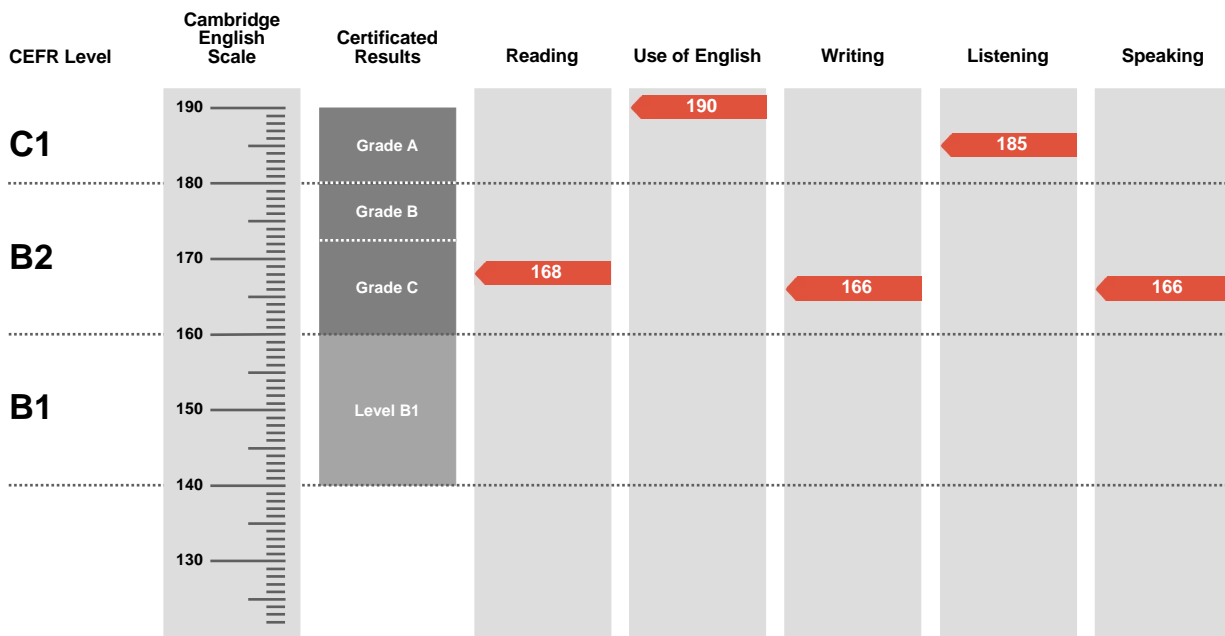 CEFR Level
Cambridge
English
Scale
Certificated
Results
Reading
Use of English
Writing
Listening
Speaking
190
190
C1
Grade A
185
180
Grade B
B2
170
168
Grade C
166
166
160
B1
150
Level B1
140
130